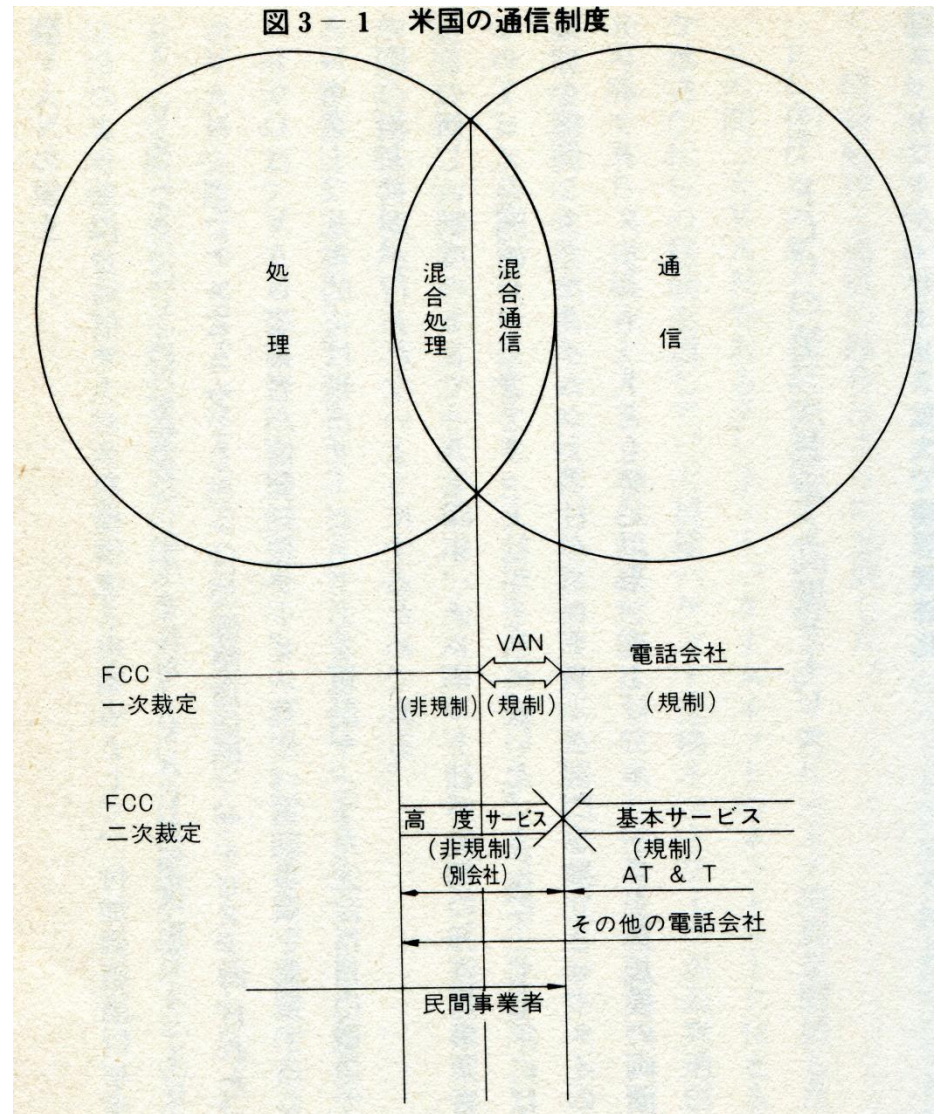 図3－1　米国の通信制度
処理
混合処理
混合通信
通信
VAN
電話会社
FCC
一次裁定
(非規制)
(規制)
(規制)
FCC
二次裁定
高　度　サービス
基本サービス
(非規制)
(規制)
(別会社)
AT & T
その他の電話会社
民間事業者